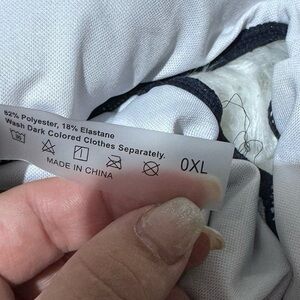 82% Polyester, 18% Elastane
Wash Dark Colored Clothes Separately.
0XL
MADE IN CHINA